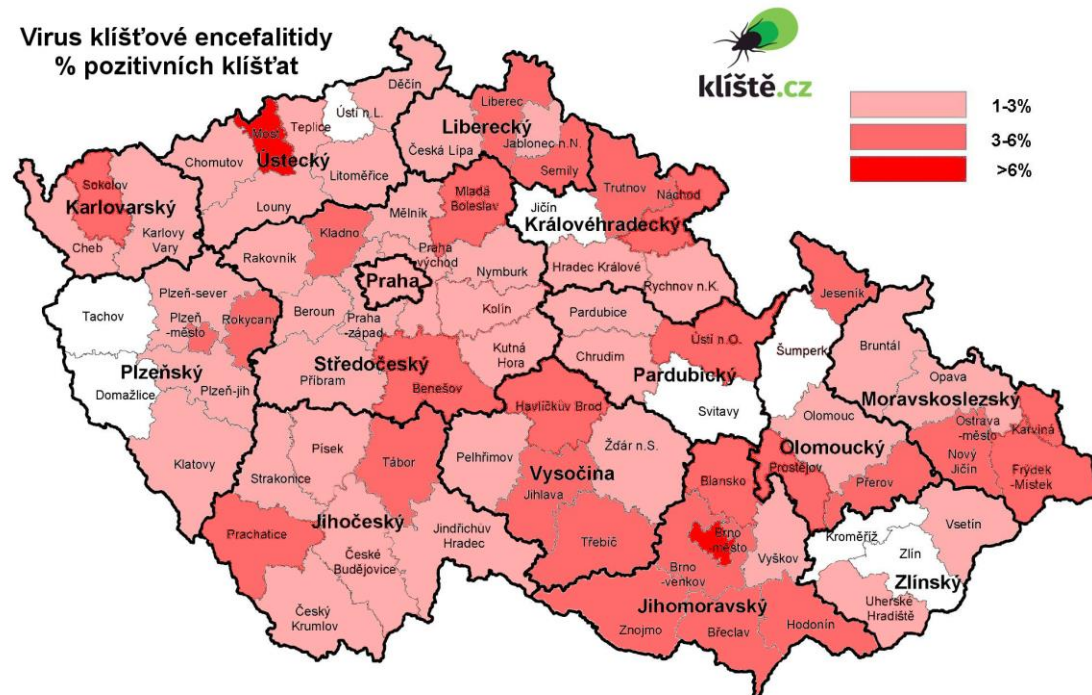 Virus klíšťové encefalitidy
% pozitivních klíšťat
klíště.cz
1-3%
3-6%
>6%
Děčín
Ústí n.L.
Teplice
Most
Ústecký
Chomutov
Litoměřice
Louny
Liberec
Liberecký
Jablonec n.N.
Česká Lípa
Semily
Sokolov
Karlovarský
Karlovy
Vary
Cheb
Trutnov
Náchod
Jičín
Královéhradecký
Hradec Králové
Rychnov n.K.
Mělník
Mladá
Boleslav
Kladno
Praha
-východ
Rakovník
Praha
Nymburk
Kolín
Beroun
Praha
-západ
Kutná
Hora
Středočeský
Příbram
Benešov
Tachov
Plzeň-sever
Plzeň
-město
Rokycany
Plzeňský
Plzeň-jih
Domažlice
Klatovy
Pardubice
Ústí n.O.
Chrudim
Pardubický
Svitavy
Jeseník
Šumperk
Bruntál
Opava
Moravskoslezský
Olomouc
Olomoucký
Ostrava
-město
Karviná
Nový
Jičín
Frýdek
-Místek
Prostějov
Přerov
Havlíčkův Brod
Žďár n.S.
Pelhřimov
Vysočina
Jihlava
Třebíč
Písek
Tábor
Strakonice
Jihočeský
Prachatice
Jindřichův
Hradec
České
Budějovice
Český
Krumlov
Blansko
Brno
-město
Vyškov
Brno
-venkov
Jihomoravský
Znojmo
Břeclav
Hodonín
Kroměříž
Vsetín
Zlín
Zlínský
Uherské
Hradiště